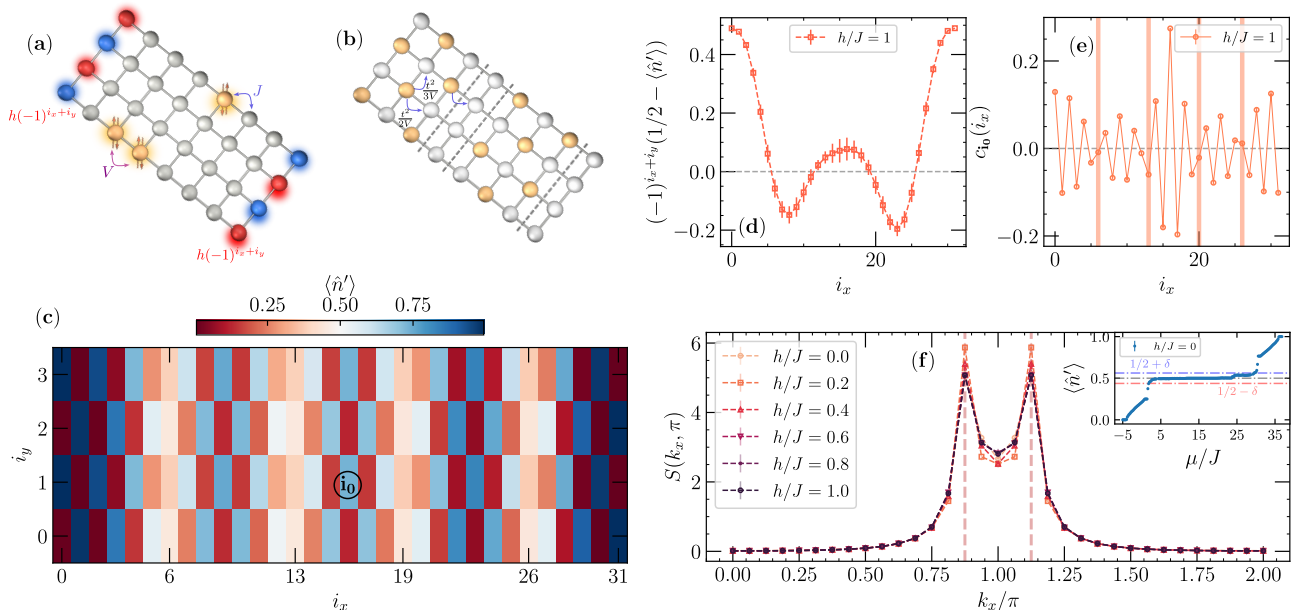 (a)
J
h(−1)^{i_x+i_y}
V
h(−1)^{i_x+i_y}
(b)
t²/3V
t²/2V
(c)
⟨n̂′⟩
0.25
0.50
0.75
i_y
3
2
1
0
i_0
0
6
13
19
26
31
i_x
(−1)^{i_x+i_y}(1/2 − ⟨n̂′⟩)
0.4
0.2
0.0
−0.2
h/J = 1
(d)
0
20
i_x
c_{i_0}(i_x)
0.2
0.0
−0.2
h/J = 1
(e)
0
20
i_x
S(k_x, π)
6
4
2
0
h/J = 0.0
h/J = 0.2
h/J = 0.4
h/J = 0.6
h/J = 0.8
h/J = 1.0
(f)
0.00
0.25
0.50
0.75
1.00
1.25
1.50
1.75
2.00
k_x/π
⟨n̂′⟩
1.0
0.5
0.0
h/J = 0
1/2 + δ
1/2 − δ
−5
5
15
25
35
μ/J